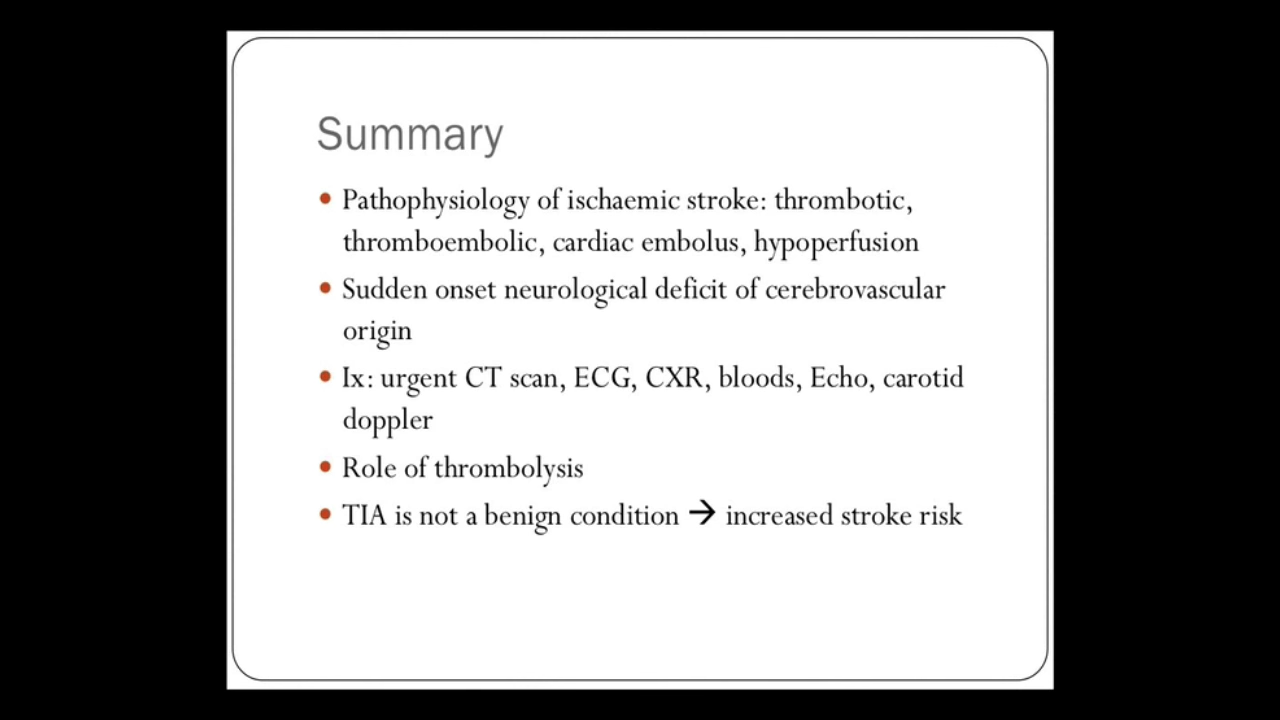 Summary
• Pathophysiology of ischaemic stroke: thrombotic,
thromboembolic, cardiac embolus, hypoperfusion
• Sudden onset neurological deficit of cerebrovascular
origin
• Ix: urgent CT scan, ECG, CXR, bloods, Echo, carotid
doppler
• Role of thrombolysis
• TIA is not a benign condition → increased stroke risk